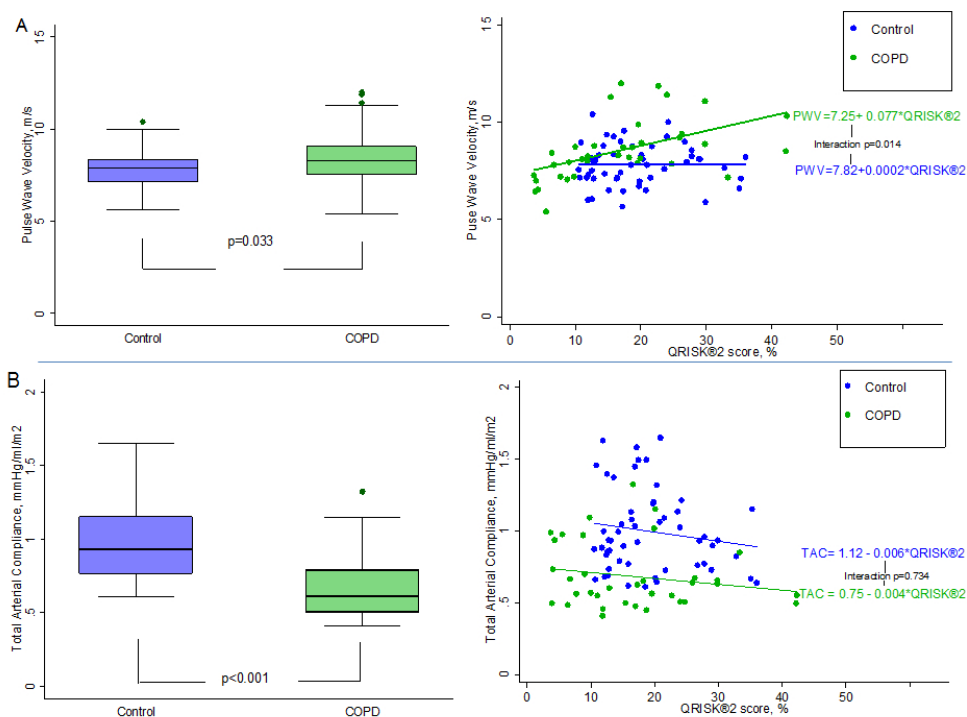 A
15
10
5
0
Pulse Wave Velocity, m/s
p=0.033
Control
COPD
Control
COPD
15
10
5
0
Puse Wave Velocity, m/s
PWV=7.25+ 0.077*QRISK®2
Interaction p=0.014
PWV=7.82+0.0002*QRISK®2
0
10
20
30
40
50
QRISK®2 score, %
B
2
1.5
1
.5
0
Total Arterial Compliance, mmHg/ml/m2
p<0.001
Control
COPD
Control
COPD
2
1.5
1
.5
0
Total Arterial Compliance, mmHg/ml/m2
TAC= 1.12- 0.006*QRISK®2
Interaction p=0.734
TAC = 0.75 - 0.004*QRISK®2
0
10
20
30
40
50
QRISK®2 score, %